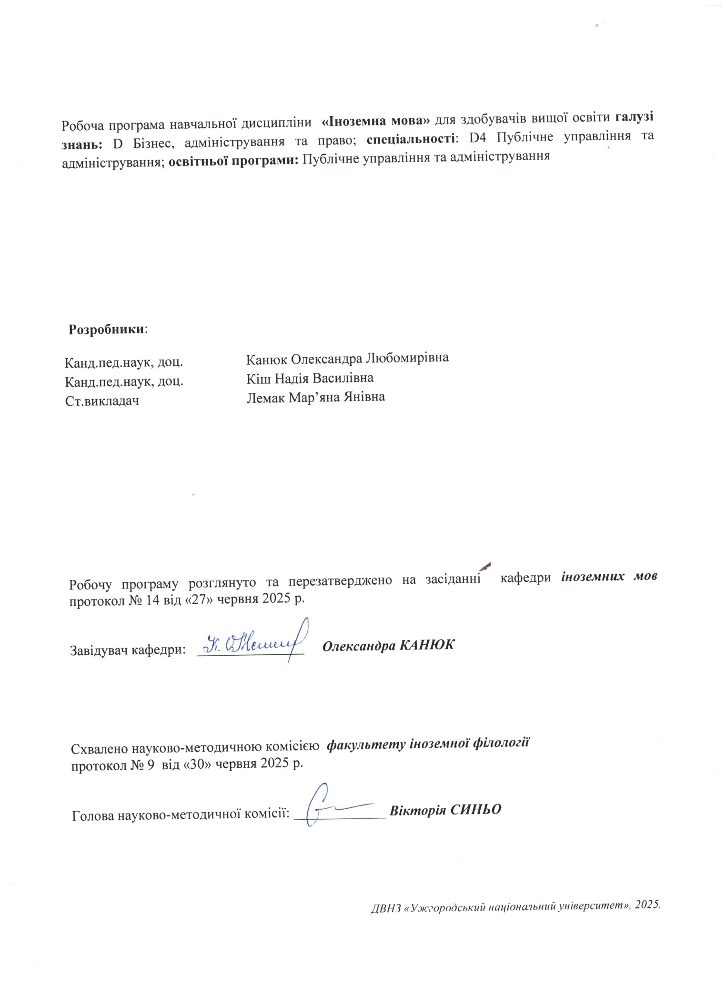 Робоча програма навчальної дисципліни «Іноземна мова» для здобувачів вищої освіти галузі
знань: D Бізнес, адміністрування та право; спеціальності: D4 Публічне управління та
адміністрування; освітньої програми: Публічне управління та адміністрування
Розробники:
Канд.пед.наук, доц. Канюк Олександра Любомирівна
Канд.пед.наук, доц. Кіш Надія Василівна
Ст.викладач Лемак Мар’яна Янівна
Робочу програму розглянуто та перезатверджено на засіданні кафедри іноземних мов
протокол № 14 від «27» червня 2025 р.
Завідувач кафедри: Олександра КАНЮК
Схвалено науково-методичною комісією факультету іноземної філології
протокол № 9 від «30» червня 2025 р.
Голова науково-методичної комісії: Вікторія СИНЬО
ДВНЗ «Ужгородський національний університет», 2025.